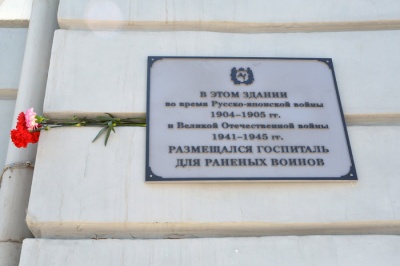 В ЭТОМ ЗДАНИИ
во время Русско-японской войны
1904-1905 гг.
и Великой Отечественной войны
1941-1945 гг.
РАЗМЕЩАЛСЯ ГОСПИТАЛЬ
ДЛЯ РАНЕНЫХ ВОИНОВ